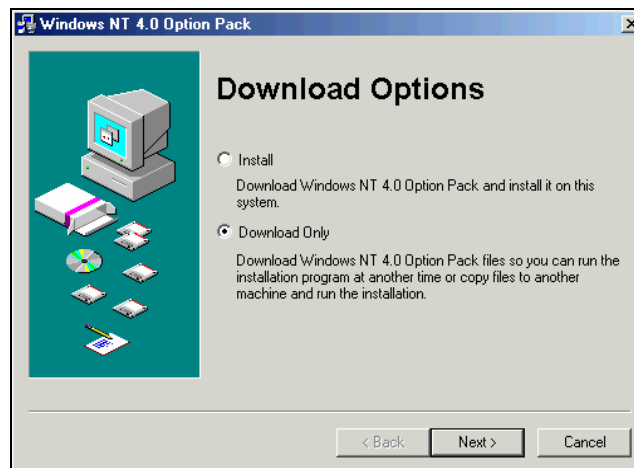 Windows NT 4.0 Option Pack
Download Options
Install
Download Windows NT 4.0 Option Pack and install it on this
system.
Download Only
Download Windows NT 4.0 Option Pack files so you can run the
installation program at another time or copy files to another
machine and run the installation.
< Back
Next >
Cancel